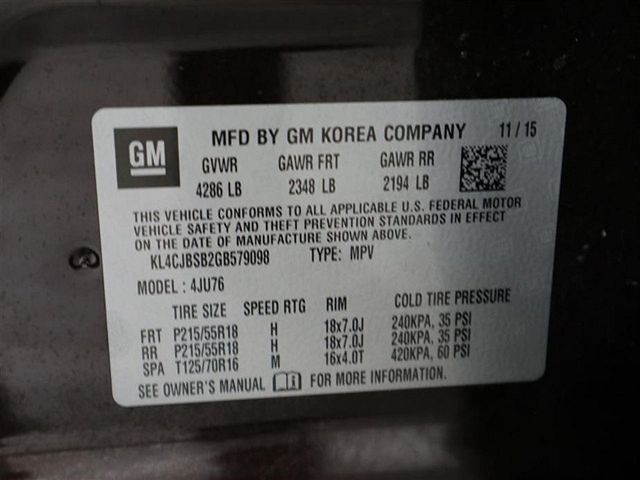 GM
MFD BY GM KOREA COMPANY 11/15
GVWR GAWR FRT GAWR RR
4286 LB 2348 LB 2194 LB
THIS VEHICLE CONFORMS TO ALL APPLICABLE U.S. FEDERAL MOTOR
VEHICLE SAFETY AND THEFT PREVENTION STANDARDS IN EFFECT
ON DATE OF MANUFACTURE SHOWN ABOVE.
KL4CJBSB2GB579098 TYPE: MPV
MODEL : 4JU76
TIRE SIZE SPEED RTG RIM COLD TIRE PRESSURE
FRT P215/55R18 H 18x7.0J 240KPA, 35 PSI
RR P215/55R18 H 18x7.0J 240KPA, 35 PSI
SPA T125/70R16 M 16x4.0T 420KPA, 60 PSI
SEE OWNER'S MANUAL FOR MORE INFORMATION.